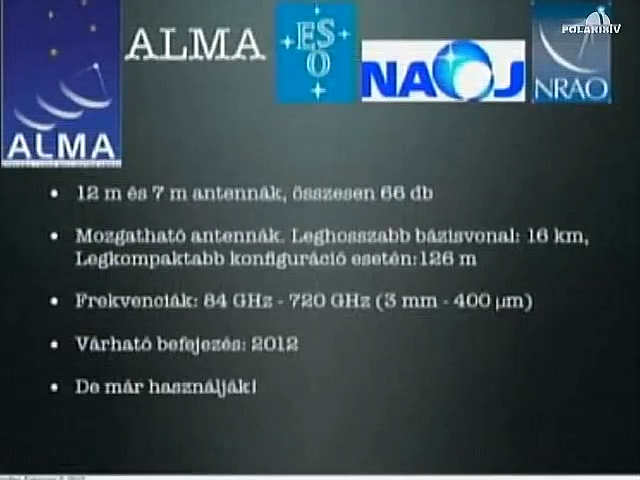 ALMA
ALMA
ESO
NAOJ
NRAO
POLARIXIV
• 12 m és 7 m antennák, összesen 66 db
• Mozgatható antennák. Leghosszabb bázisvonal: 16 km,
Legkompaktabb konfiguráció esetén: 126 m
• Frekvenciák: 84 GHz - 720 GHz (3 mm - 400 µm)
• Várható befejezés: 2012
• De már használják!